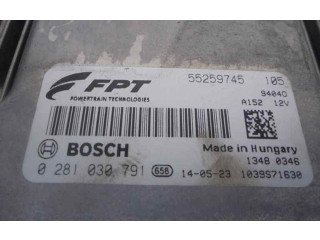 FPT
POWERTRAIN TECHNOLOGIES
55259745 105
9404D
A152 12V
BOSCH
Made in Hungary
1348 0346
0 281 030 791 658 14-05-23 1039S71630